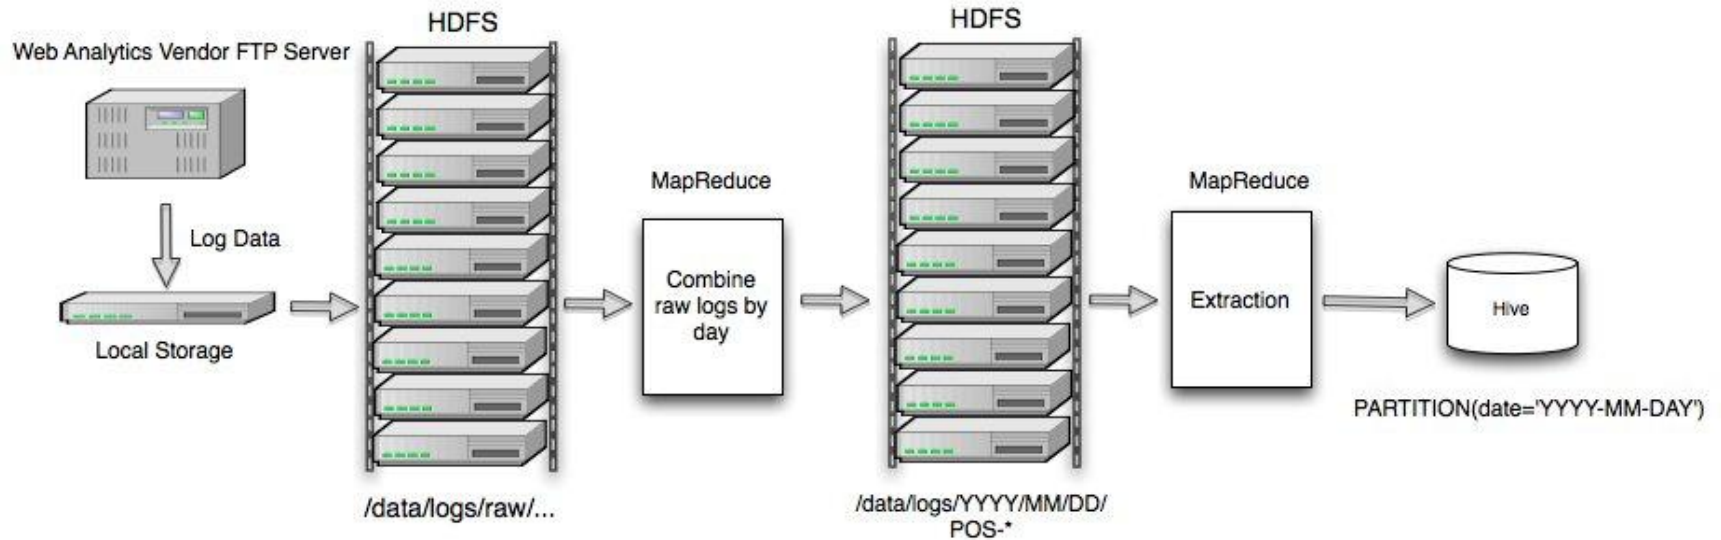 Web Analytics Vendor FTP Server
Log Data
Local Storage
HDFS
/data/logs/raw/...
MapReduce
Combine
raw logs by
day
HDFS
/data/logs/YYYY/MM/DD/
POS-*
MapReduce
Extraction
Hive
PARTITION(date='YYYY-MM-DAY')